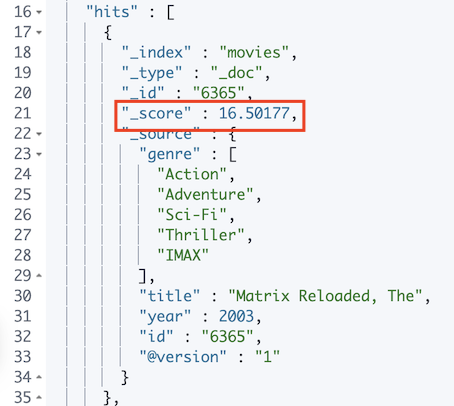 16 "hits" : [
17 {
18 "_index" : "movies",
19 "_type" : "_doc",
20 "_id" : "6365",
21 "_score" : 16.50177,
22 "_source" : {
23 "genre" : [
24 "Action",
25 "Adventure",
26 "Sci-Fi",
27 "Thriller",
28 "IMAX"
29 ],
30 "title" : "Matrix Reloaded, The",
31 "year" : 2003,
32 "id" : "6365",
33 "@version" : "1"
34 }
35 },